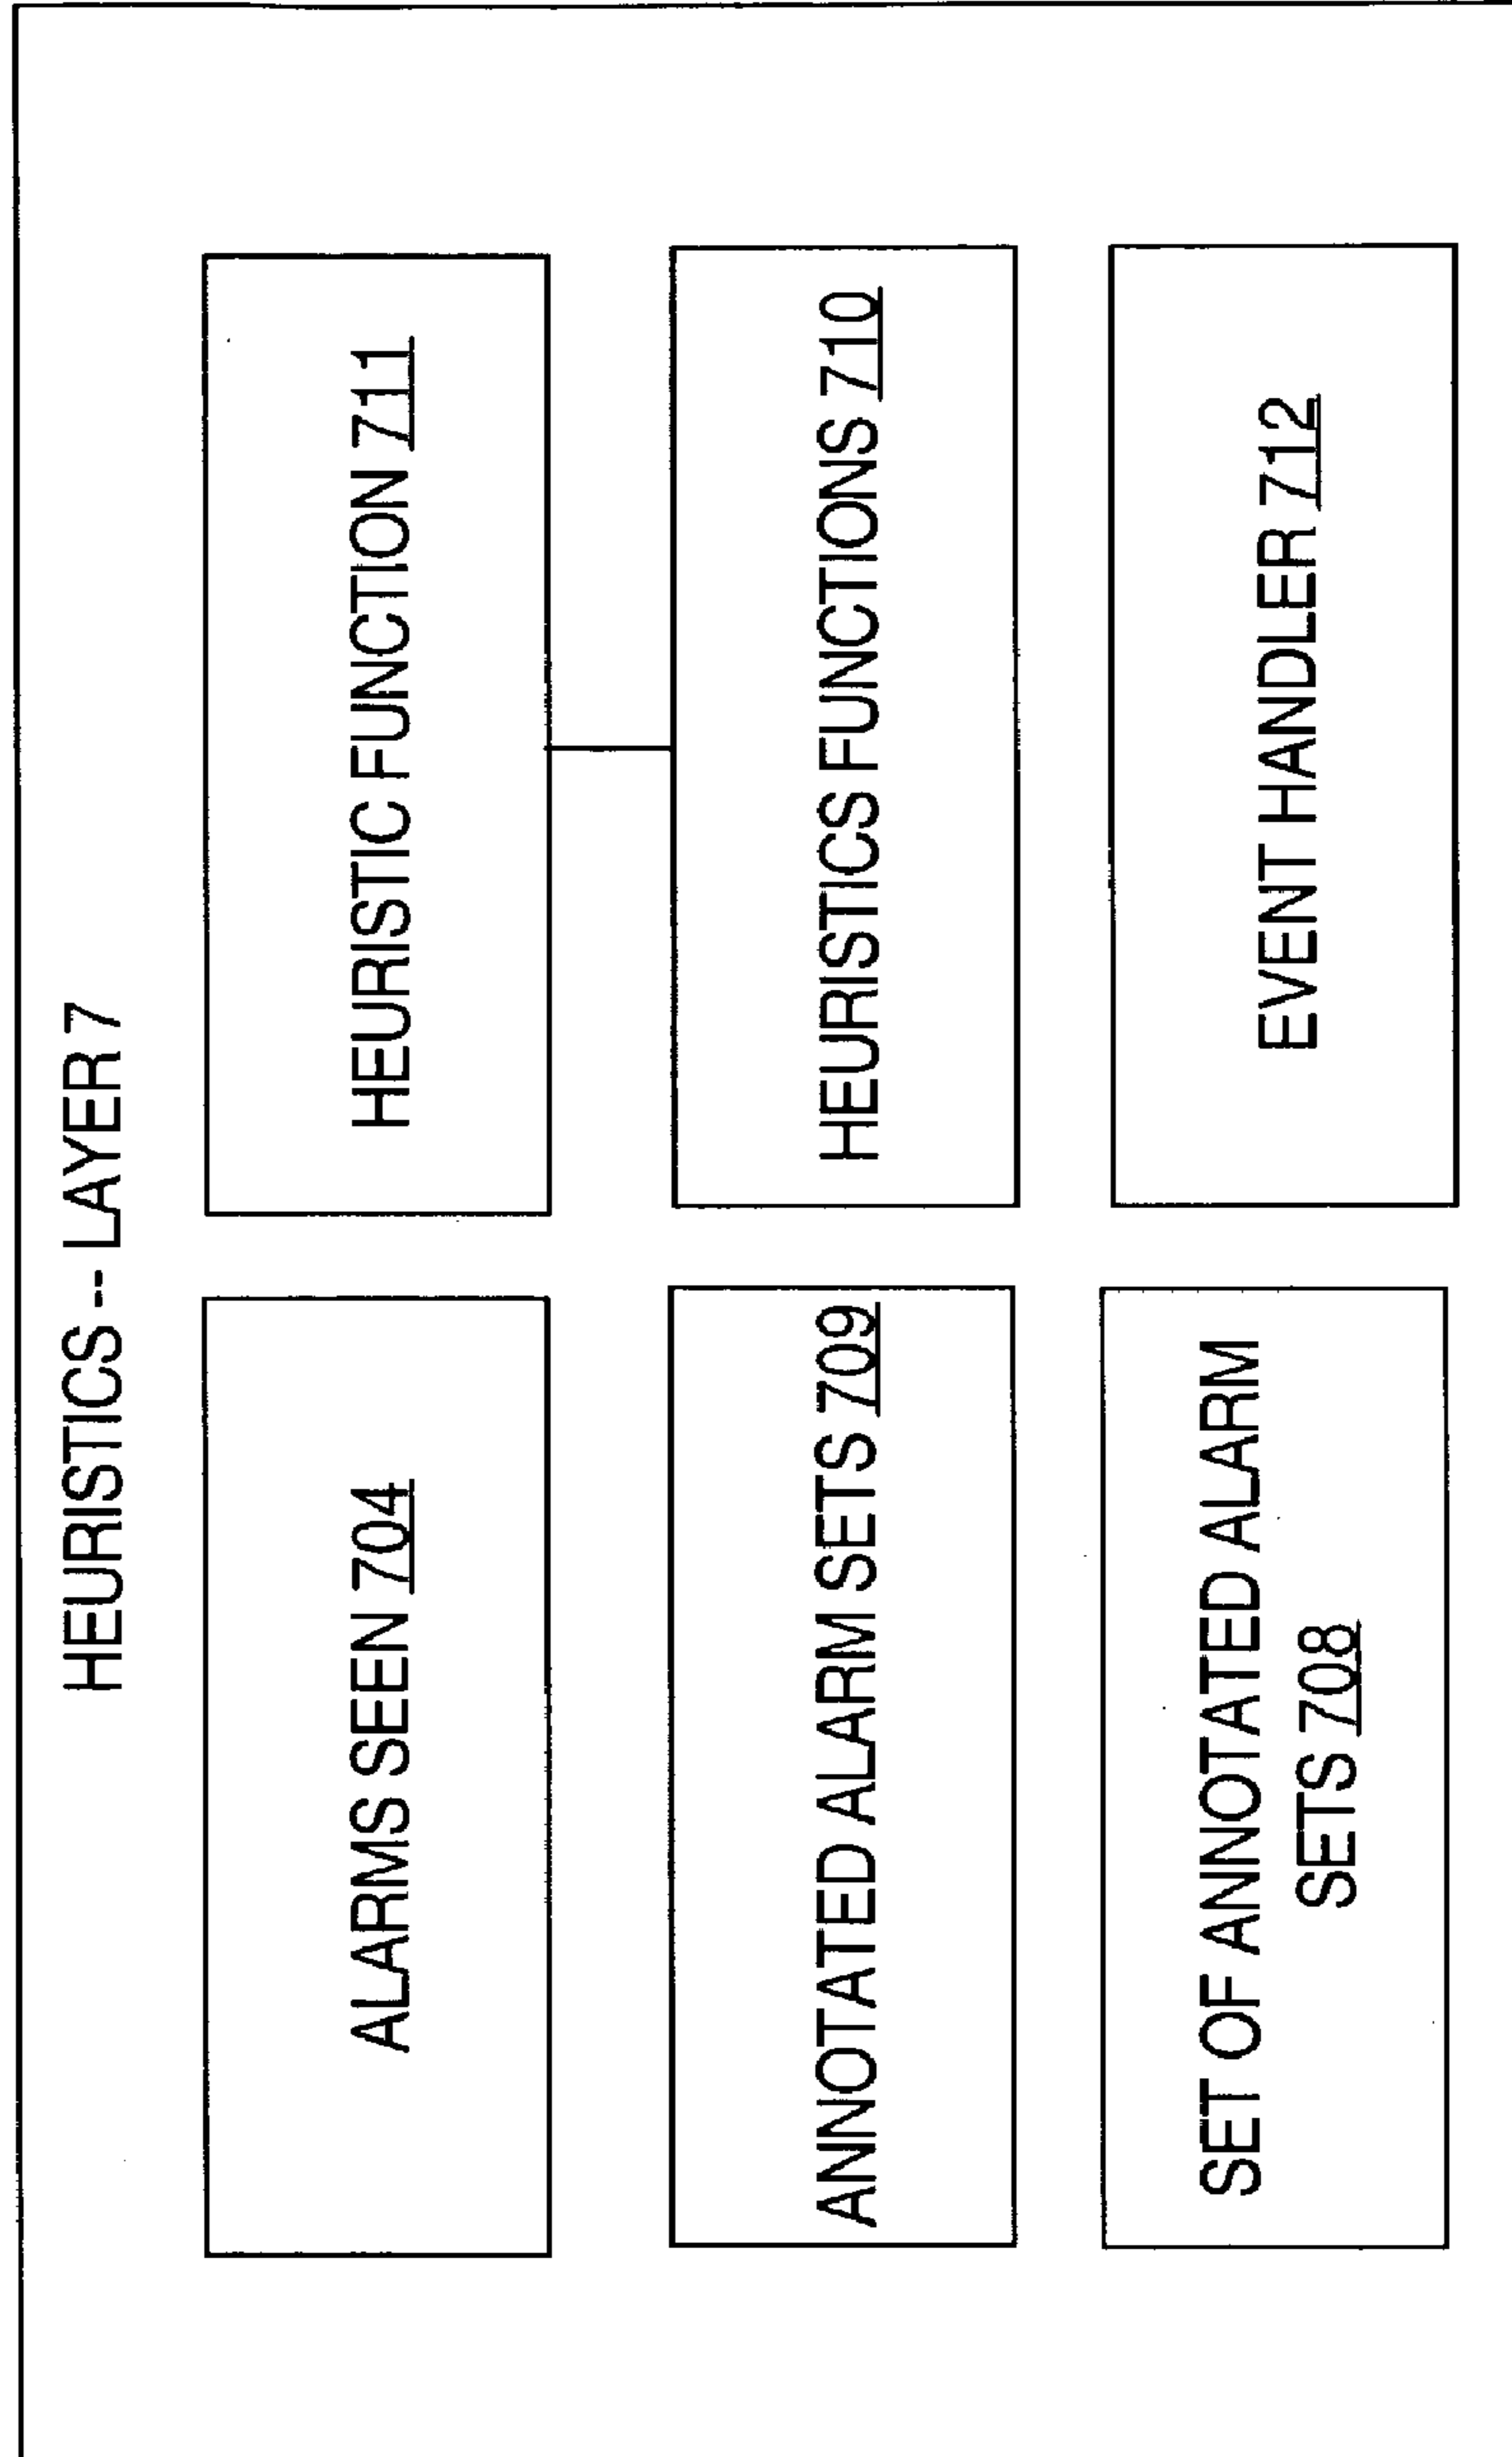 HEURISTICS -- LAYER 7
ALARMS SEEN 704
HEURISTIC FUNCTION 711
ANNOTATED ALARM SETS 709
HEURISTICS FUNCTIONS 710
SET OF ANNOTATED ALARM
SETS 708
EVENT HANDLER 712